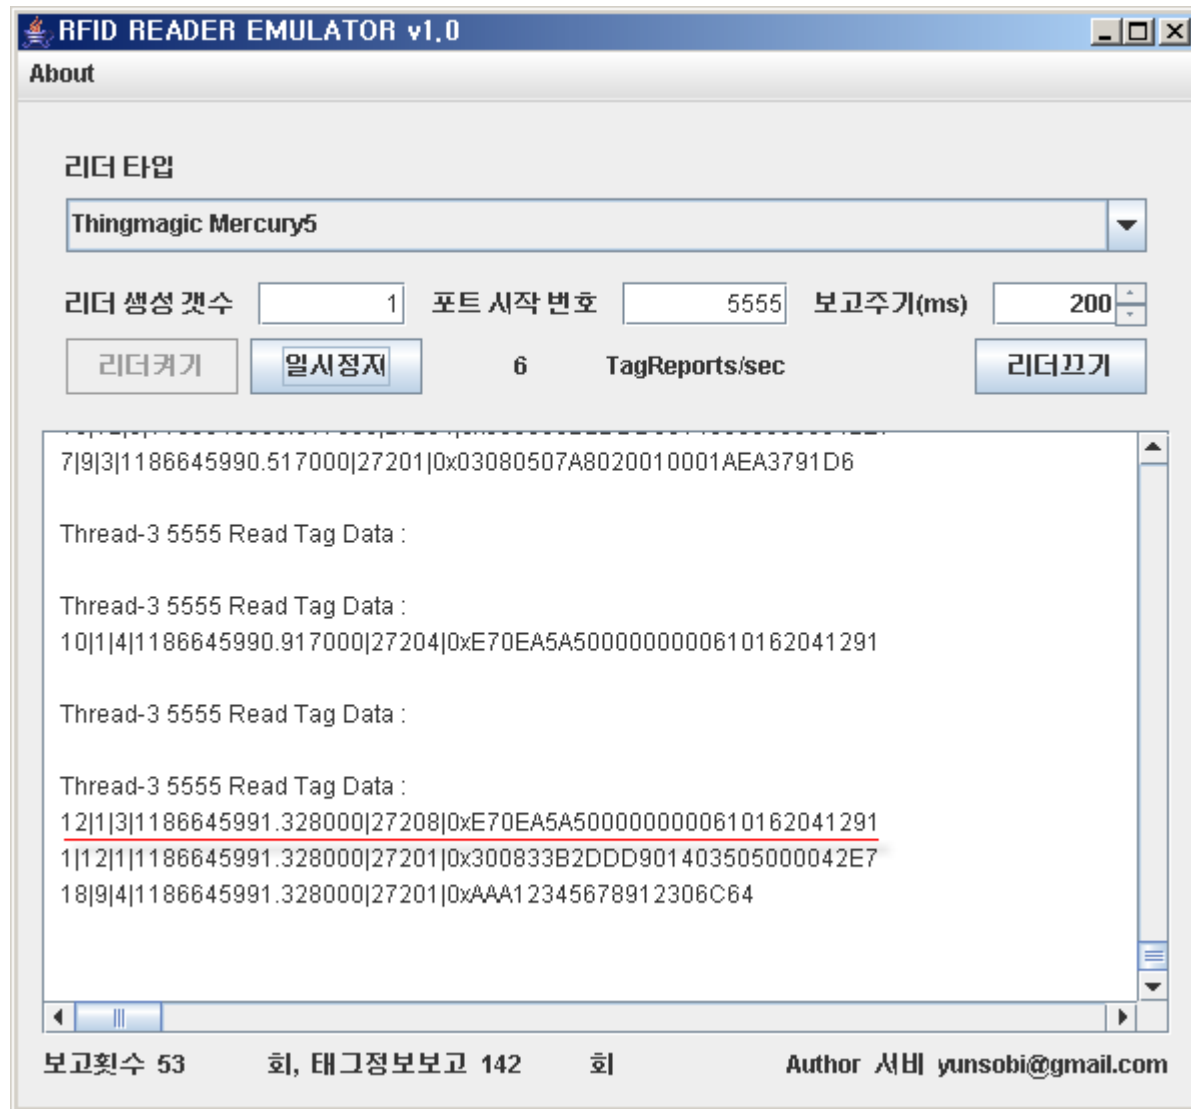 RFID READER EMULATOR v1.0
About
리더 타입
Thingmagic Mercury5
리더 생성 갯수 1 포트 시작 번호 5555 보고주기(ms) 200
리더켜기 일시정지 6 TagReports/sec 리더끄기
7|9|3|1186645990.517000|27201|0x03080507A8020010001AEA3791D6
Thread-3 5555 Read Tag Data :
Thread-3 5555 Read Tag Data :
10|1|4|1186645990.917000|27204|0xE70EA5A50000000000610162041291
Thread-3 5555 Read Tag Data :
Thread-3 5555 Read Tag Data :
12|1|3|1186645991.328000|27208|0xE70EA5A50000000000610162041291
1|12|1|1186645991.328000|27201|0x300833B2DDD901403505000042E7
18|9|4|1186645991.328000|27201|0xAAA12345678912306C64
보고횟수 53 회, 태그정보보고 142 회 Author 서비 yunsobi@gmail.com